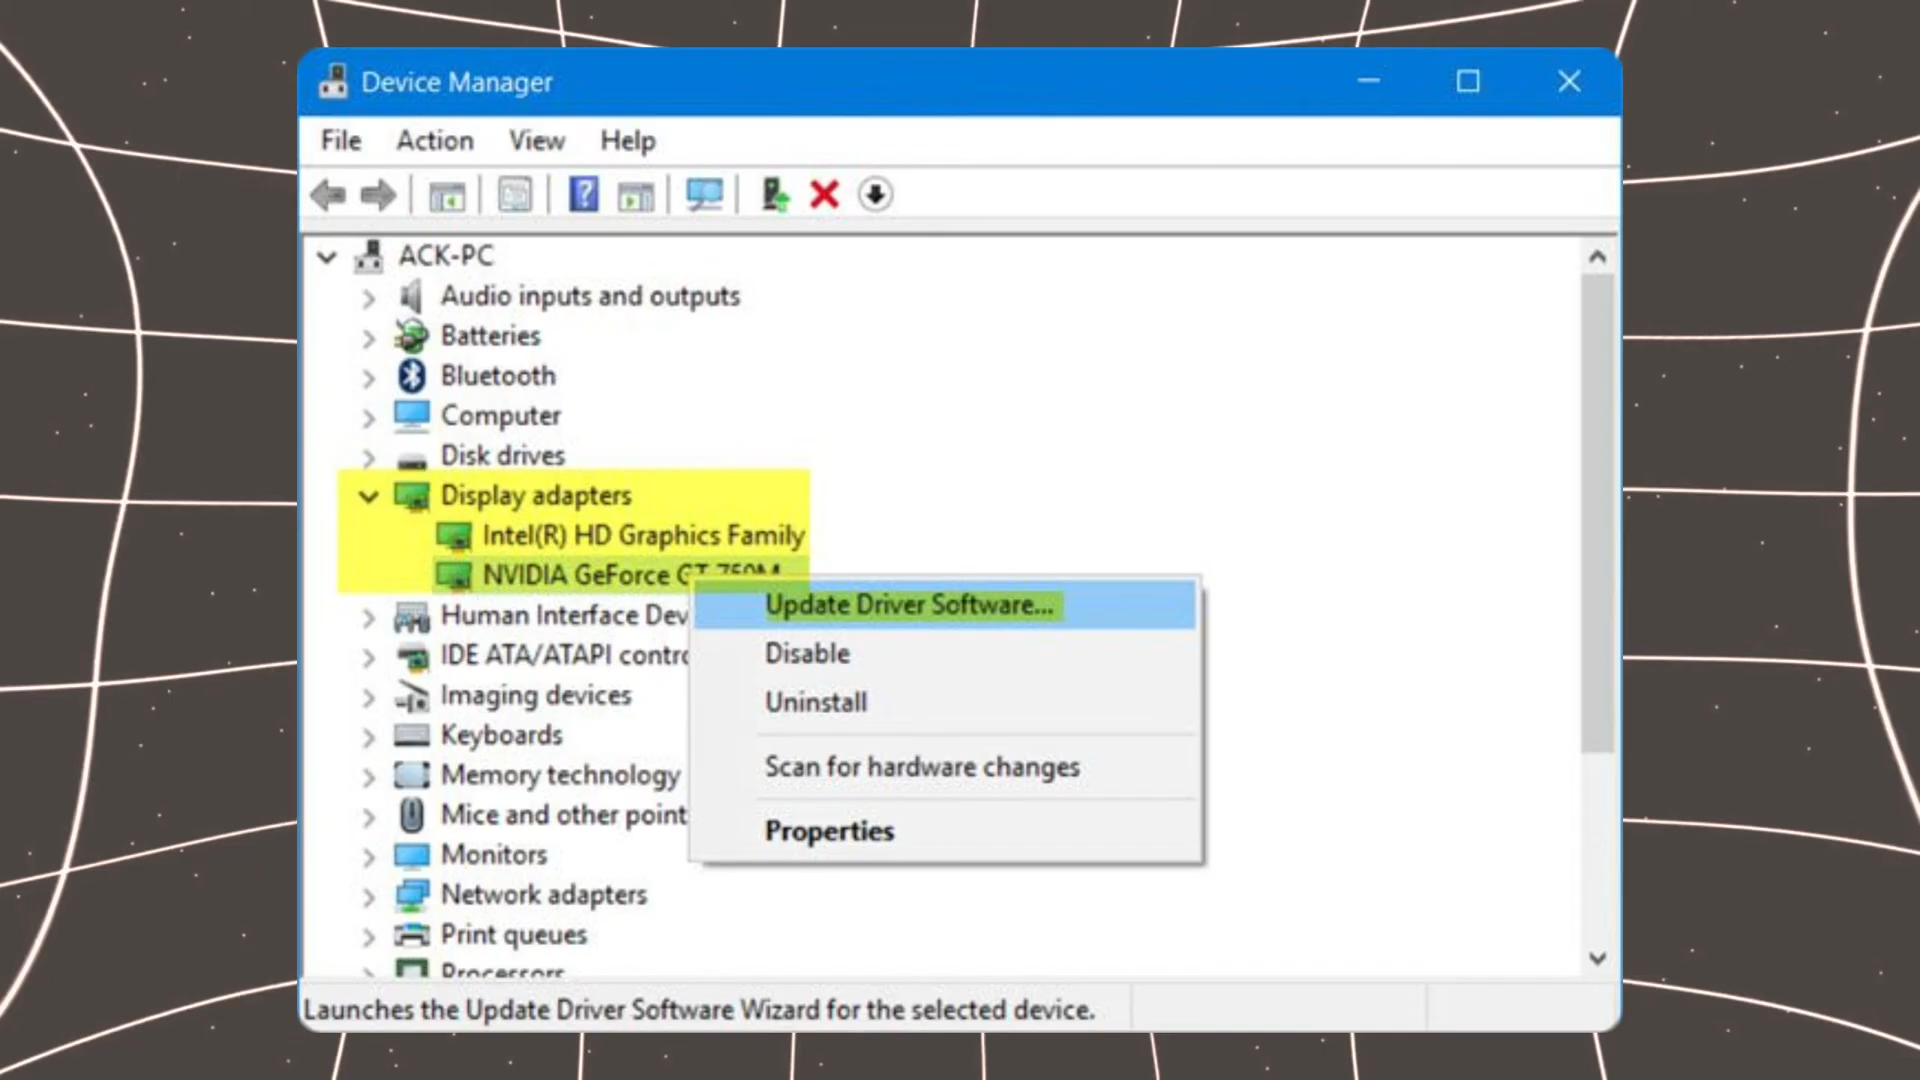 Device Manager
File Action View Help
ACK-PC
Audio inputs and outputs
Batteries
Bluetooth
Computer
Disk drives
Display adapters
Intel(R) HD Graphics Family
NVIDIA GeForce GT 750M
Update Driver Software...
Human Interface Dev
Disable
IDE ATA/ATAPI contro
Imaging devices
Uninstall
Keyboards
Memory technology
Scan for hardware changes
Mice and other point
Properties
Monitors
Network adapters
Print queues
Processors
Launches the Update Driver Software Wizard for the selected device.